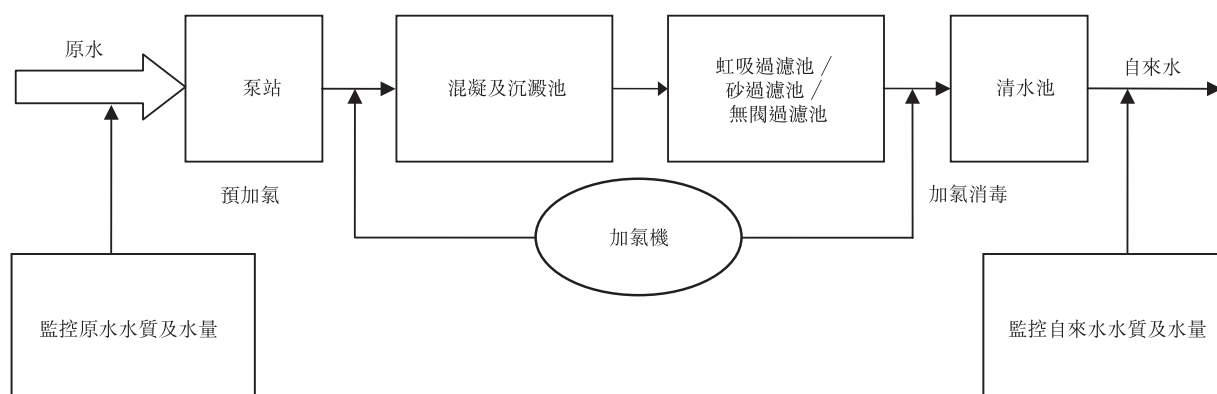 原水
泵站
混凝及沉澱池
虹吸過濾池 /
砂過濾池 /
無閥過濾池
清水池
自來水
預加氯
加氯機
加氯消毒
監控原水水質及水量
監控自來水水質及水量